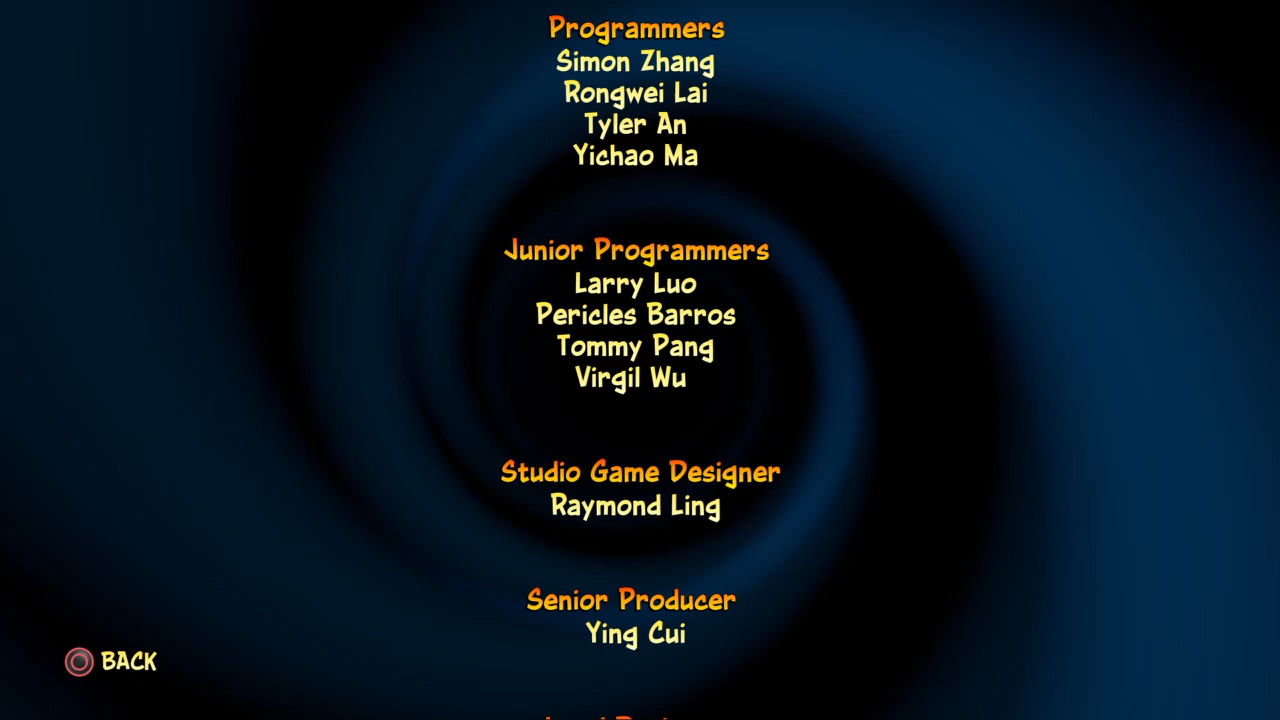 Programmers
Simon Zhang
Rongwei Lai
Tyler An
Yichao Ma
Junior Programmers
Larry Luo
Pericles Barros
Tommy Pang
Virgil Wu
Studio Game Designer
Raymond Ling
Senior Producer
Ying Cui
BACK